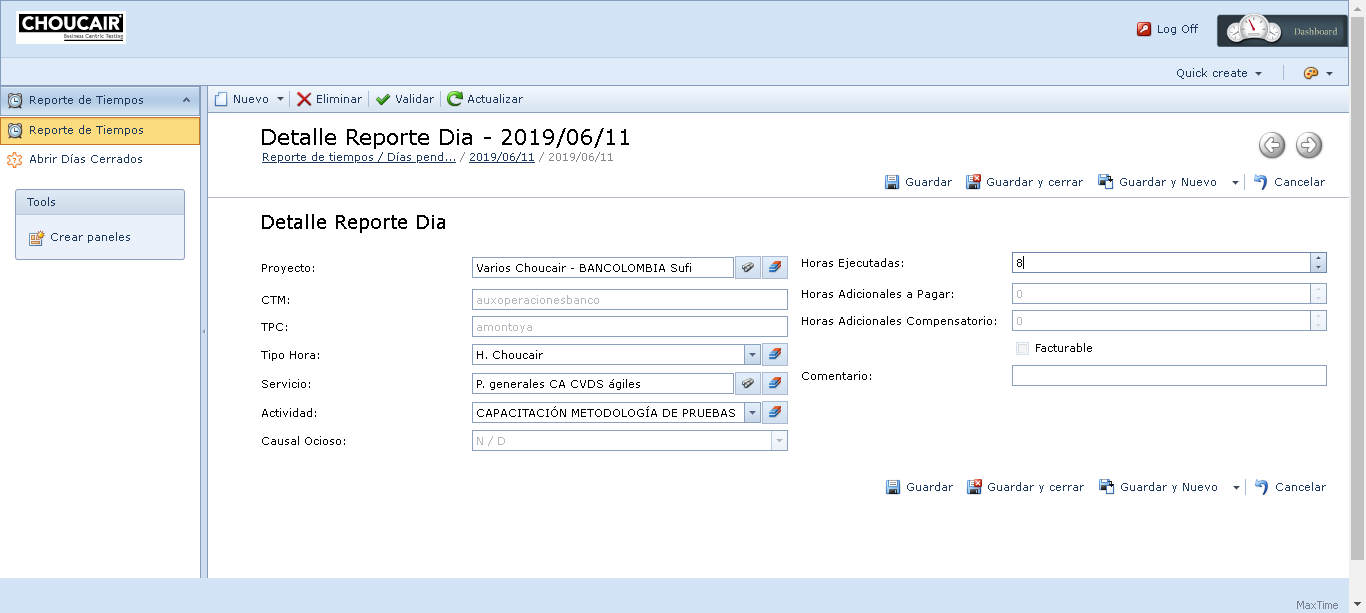 CHOUCAIR
Business Centric Testing
Log Off
Dashboard
Quick create
Reporte de Tiempos
Nuevo
Eliminar
Validar
Actualizar
Reporte de Tiempos
Abrir Días Cerrados
Tools
Crear paneles
Detalle Reporte Dia - 2019/06/11
Reporte de tiempos / Días pend... / 2019/06/11 / 2019/06/11
Guardar
Guardar y cerrar
Guardar y Nuevo
Cancelar
Detalle Reporte Dia
Proyecto: Varios Choucair - BANCOLOMBIA Sufi
CTM: auxoperacionesbanco
TPC: amontoya
Tipo Hora: H. Choucair
Servicio: P. generales CA CVDS ágiles
Actividad: CAPACITACIÓN METODOLOGÍA DE PRUEBAS
Causal Ocioso: N / D
Horas Ejecutadas: 8
Horas Adicionales a Pagar: 0
Horas Adicionales Compensatorio: 0
Facturable
Comentario:
Guardar
Guardar y cerrar
Guardar y Nuevo
Cancelar
MaxTime